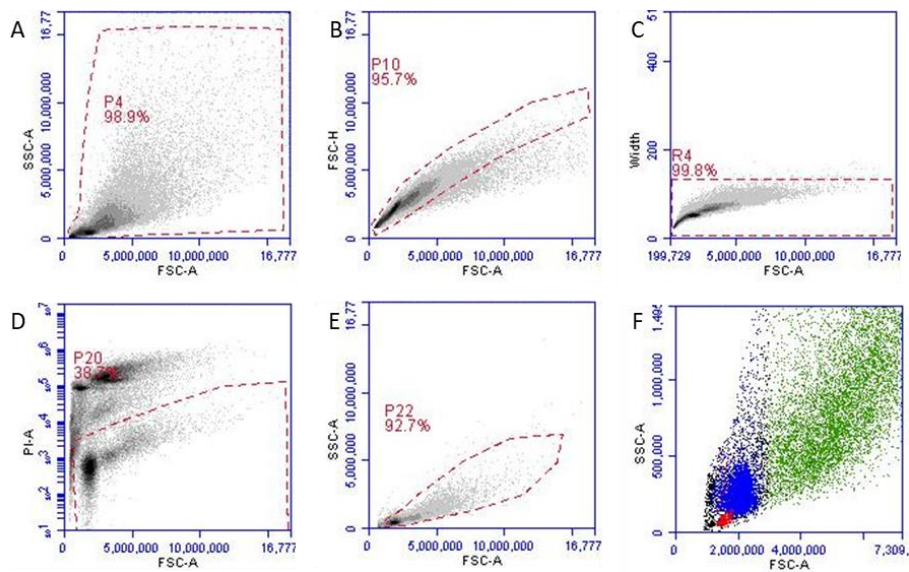 A
16,77
SSC-A
10,000,000
5,000,000
0
P4
98.9%
0
5,000,000
10,000,000
16,777
FSC-A
B
16,77
FSC-H
10,000,000
5,000,000
0
P10
95.7%
0
5,000,000
10,000,000
16,777
FSC-A
C
51
400
Width
200
0
R4
99.8%
199,729
5,000,000
10,000,000
16,777
FSC-A
D
PI-A
P20
38.7%
0
5,000,000
10,000,000
16,777
FSC-A
E
16,77
SSC-A
10,000,000
5,000,000
0
P22
92.7%
0
5,000,000
10,000,000
16,777
FSC-A
F
1,495
SSC-A
1,000,000
500,000
0
0
2,000,000
4,000,000
7,309,
FSC-A